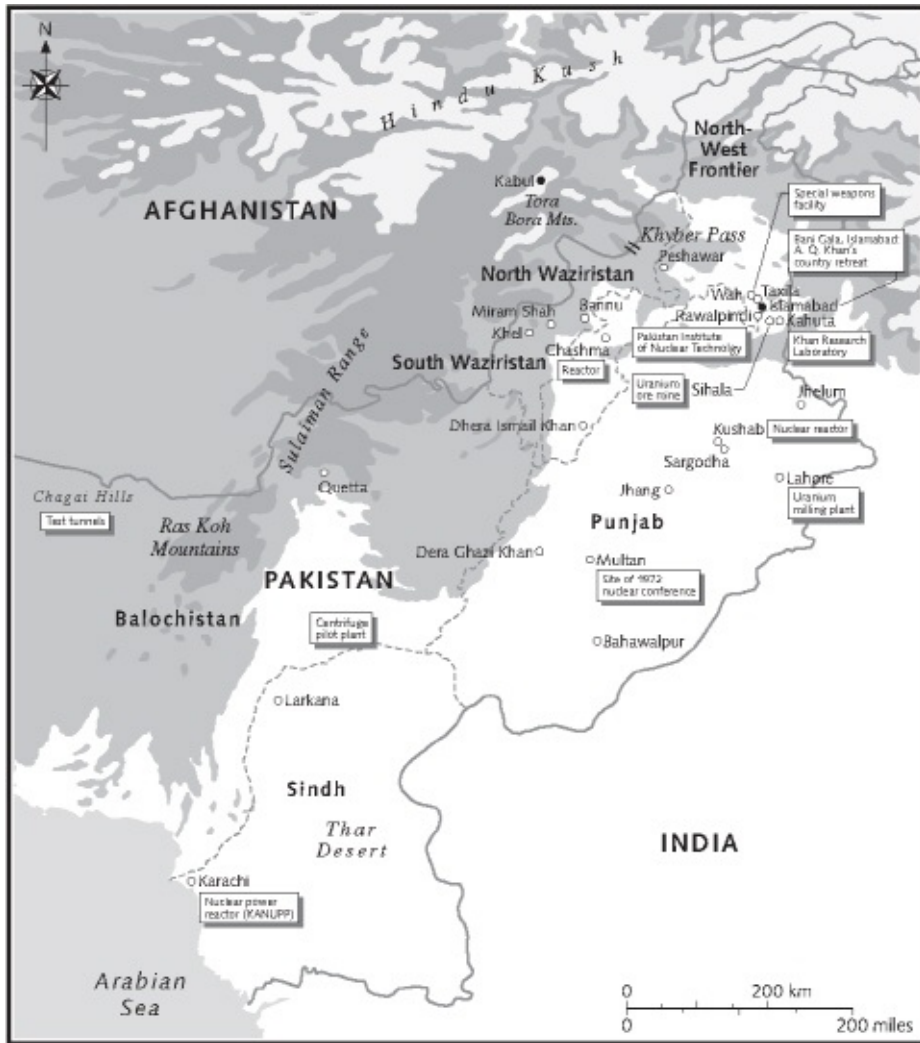 N
Hindu Kush
North-
West
Frontier
Kabul
Tora
Bora Mts.
AFGHANISTAN
Special weapons
facility
Khyber Pass
Peshawar
Bani Gala, Islamabad:
A. Q. Khan's
country retreat
North Waziristan
Wah
Taxila
Islamabad
Miram Shah
Bannu
Rawalpindi
Kahuta
Khel
Chashma
Pakistan Institute
of Nuclear Technolgy
Khan Research
Laboratory
South Waziristan
Reactor
Uranium
ore mine
Sihala
Jhelum
Sulaiman Range
Dhera Ismail Khan
Kushab
Nuclear reactor
Sargodha
Quetta
Lahore
Chagai Hills
Test tunnels
Jhang
Uranium
milling plant
Ras Koh
Mountains
Punjab
Dera Ghazi Khan
Multan
PAKISTAN
Site of 1972
nuclear conference
Balochistan
Centrifuge
pilot plant
Bahawalpur
Larkana
Sindh
Thar
Desert
INDIA
Karachi
Nuclear power
reactor (KANUPP)
Arabian
Sea
0 200 km
0 200 miles